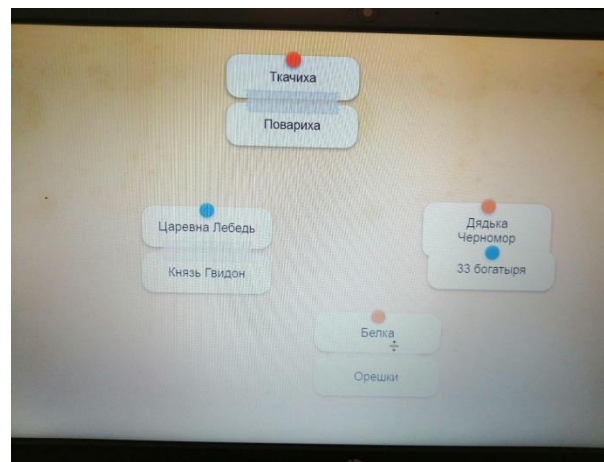 Ткачиха
Повариха
Царевна Лебедь
Князь Гвидон
Дядька
Черномор
33 богатыря
Белка
Орешки